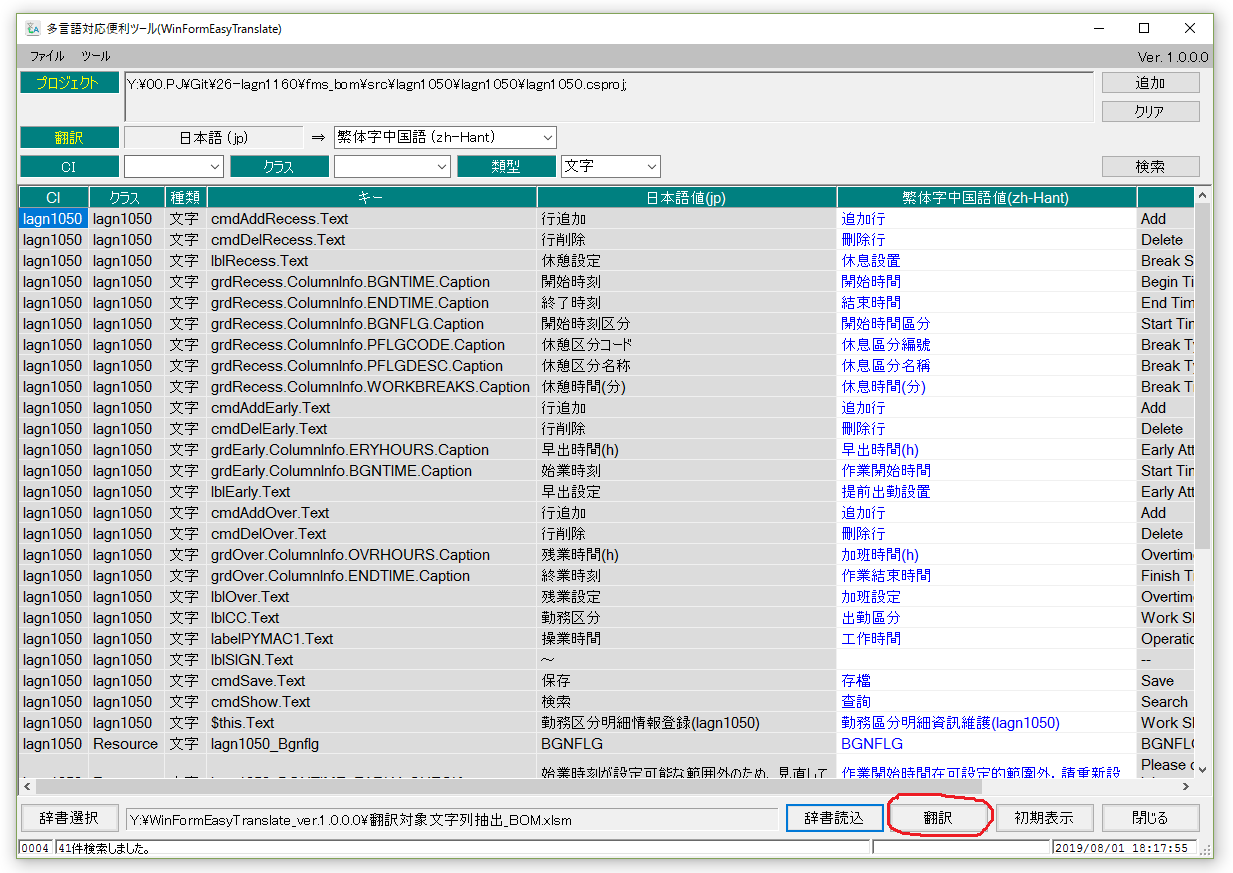 多言語対応便利ツール(WinFormEasyTranslate)
ファイル ツール Ver. 1.0.0.0
プロジェクト Y:¥00.PJ¥Git¥26-lagn1160¥fms_bom¥src¥lagn1050¥lagn1050¥lagn1050.csproj; 追加
クリア
翻訳 日本語 (jp) ⇒ 繁体字中国語 (zh-Hant)
CI クラス 類型 文字 検索
CI クラス 種類 キー 日本語値(jp) 繁体字中国語値(zh-Hant)
lagn1050 lagn1050 文字 cmdAddRecess.Text 行追加 追加行 Add
lagn1050 lagn1050 文字 cmdDelRecess.Text 行削除 刪除行 Delete
lagn1050 lagn1050 文字 lblRecess.Text 休憩設定 休息設置 Break S
lagn1050 lagn1050 文字 grdRecess.ColumnInfo.BGNTIME.Caption 開始時刻 開始時間 Begin Ti
lagn1050 lagn1050 文字 grdRecess.ColumnInfo.ENDTIME.Caption 終了時刻 結束時間 End Tim
lagn1050 lagn1050 文字 grdRecess.ColumnInfo.BGNFLG.Caption 開始時刻区分 開始時間區分 Start Tin
lagn1050 lagn1050 文字 grdRecess.ColumnInfo.PFLGCODE.Caption 休憩区分コード 休息區分編號 Break Ty
lagn1050 lagn1050 文字 grdRecess.ColumnInfo.PFLGDESC.Caption 休憩区分名称 休息區分名稱 Break Ty
lagn1050 lagn1050 文字 grdRecess.ColumnInfo.WORKBREAKS.Caption 休憩時間(分) 休息時間(分) Break T
lagn1050 lagn1050 文字 cmdAddEarly.Text 行追加 追加行 Add
lagn1050 lagn1050 文字 cmdDelEarly.Text 行削除 刪除行 Delete
lagn1050 lagn1050 文字 grdEarly.ColumnInfo.ERYHOURS.Caption 早出時間(h) 早出時間(h) Early Att
lagn1050 lagn1050 文字 grdEarly.ColumnInfo.BGNTIME.Caption 始業時刻 作業開始時間 Start Tin
lagn1050 lagn1050 文字 lblEarly.Text 早出設定 提前出勤設置 Early Att
lagn1050 lagn1050 文字 cmdAddOver.Text 行追加 追加行 Add
lagn1050 lagn1050 文字 cmdDelOver.Text 行削除 刪除行 Delete
lagn1050 lagn1050 文字 grdOver.ColumnInfo.OVRHOURS.Caption 残業時間(h) 加班時間(h) Overtime
lagn1050 lagn1050 文字 grdOver.ColumnInfo.ENDTIME.Caption 終業時刻 作業結束時間 Finish T
lagn1050 lagn1050 文字 lblOver.Text 残業設定 加班設定 Overtime
lagn1050 lagn1050 文字 lblCC.Text 勤務区分 出勤區分 Work Sh
lagn1050 lagn1050 文字 labelPYMAC1.Text 操業時間 工作時間 Operatio
lagn1050 lagn1050 文字 lblSIGN.Text ～ --
lagn1050 lagn1050 文字 cmdSave.Text 保存 存檔 Save
lagn1050 lagn1050 文字 cmdShow.Text 検索 查詢 Search
lagn1050 lagn1050 文字 $this.Text 勤務区分明細情報登録(lagn1050) 勤務區分明細資訊維護(lagn1050) Work Sh
lagn1050 Resource 文字 lagn1050_Bgnflg BGNFLG BGNFLG BGNFLG
始業時刻が設定可能な範囲外のため、見直して 作業開始時間在可設定的範圍外，請重新設 Please c
辞書選択 Y:¥WinFormEasyTranslate_ver.1.0.0.0¥翻訳対象文字列抽出_BOM.xlsm 辞書読込 翻訳 初期表示 閉じる
0004 41件検索しました。 2019/08/01 18:17:55